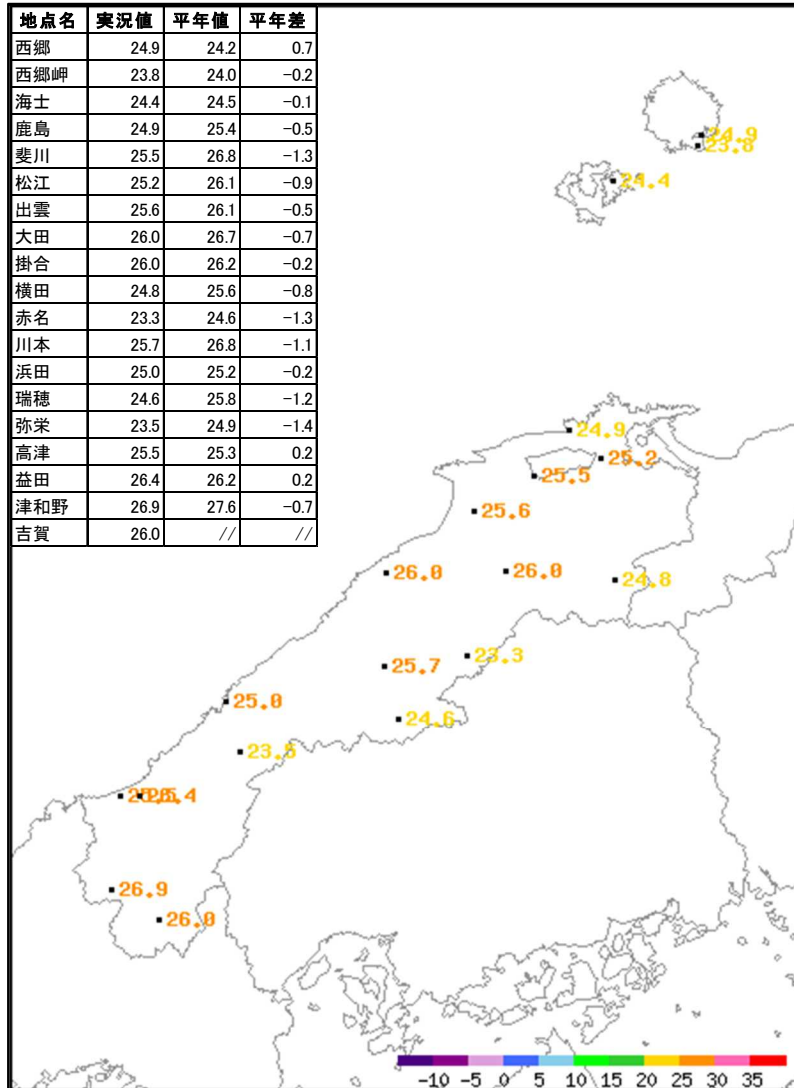 地点名 実況値 平年値 平年差
西郷 24.9 24.2 0.7
西郷岬 23.8 24.0 -0.2
海士 24.4 24.5 -0.1
鹿島 24.9 25.4 -0.5
斐川 25.5 26.8 -1.3
松江 25.2 26.1 -0.9
出雲 25.6 26.1 -0.5
大田 26.0 26.7 -0.7
掛合 26.0 26.2 -0.2
横田 24.8 25.6 -0.8
赤名 23.3 24.6 -1.3
川本 25.7 26.8 -1.1
浜田 25.0 25.2 -0.2
瑞穂 24.6 25.8 -1.2
弥栄 23.5 24.9 -1.4
高津 25.5 25.3 0.2
益田 26.4 26.2 0.2
津和野 26.9 27.6 -0.7
吉賀 26.0 // //
24.9
23.8
24.4
24.9
25.2
25.5
25.6
26.0 26.0 24.8
23.3
25.7
25.0
24.6
23.5
25.5 26.4
26.9
26.0
-10 -5 0 5 10 15 20 25 30 35